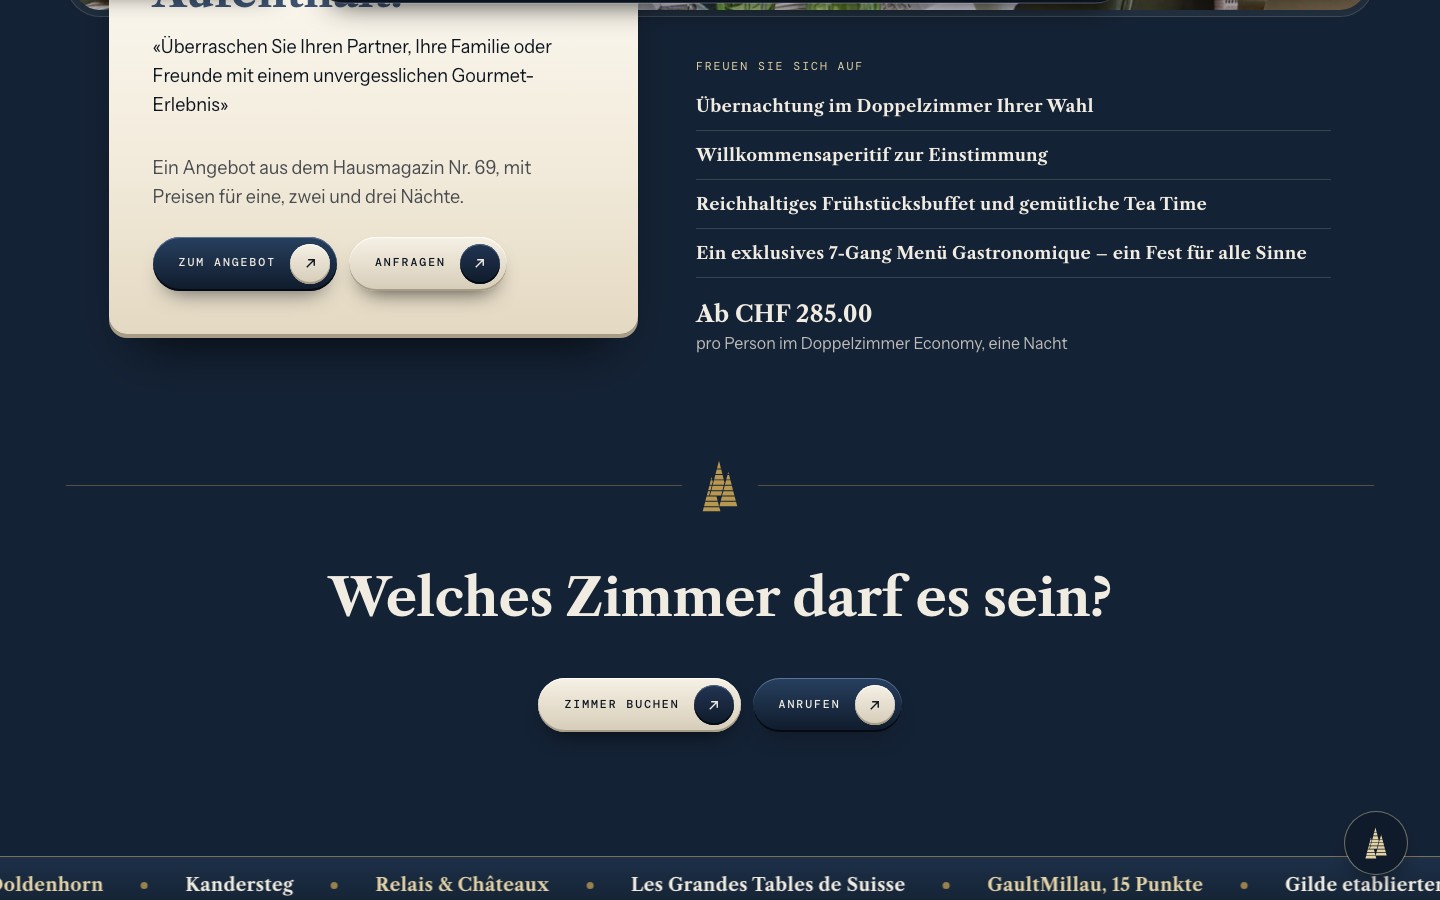 Aufenthalt.
«Überraschen Sie Ihren Partner, Ihre Familie oder
Freunde mit einem unvergesslichen Gourmet-
Erlebnis»
Ein Angebot aus dem Hausmagazin Nr. 69, mit
Preisen für eine, zwei und drei Nächte.
ZUM ANGEBOT
ANFRAGEN
FREUEN SIE SICH AUF
Übernachtung im Doppelzimmer Ihrer Wahl
Willkommensaperitif zur Einstimmung
Reichhaltiges Frühstücksbuffet und gemütliche Tea Time
Ein exklusives 7-Gang Menü Gastronomique – ein Fest für alle Sinne
Ab CHF 285.00
pro Person im Doppelzimmer Economy, eine Nacht
Welches Zimmer darf es sein?
ZIMMER BUCHEN
ANRUFEN
Doldenhorn • Kandersteg • Relais & Châteaux • Les Grandes Tables de Suisse • GaultMillau, 15 Punkte • Gilde etablierter